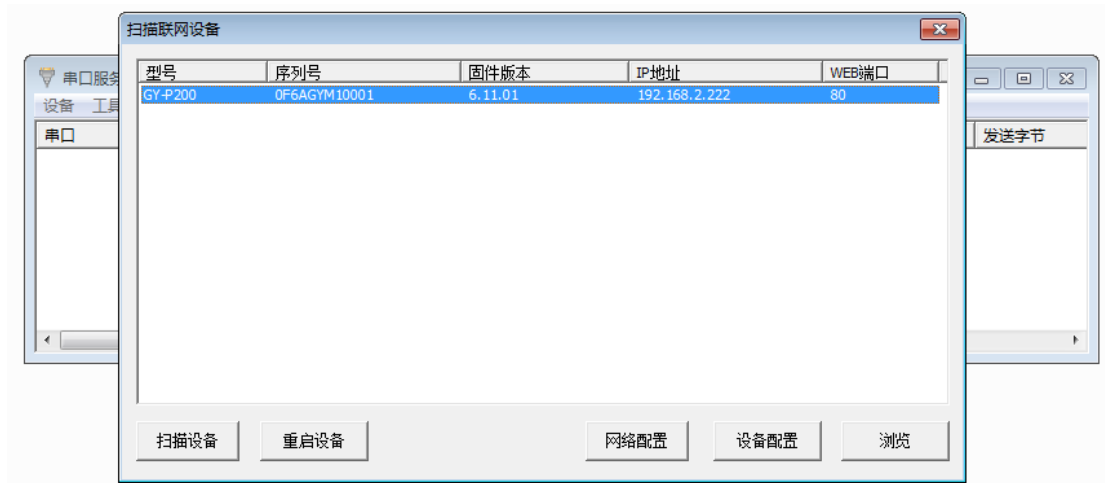 扫描联网设备
串口服务
设备 工具
串口 发送字节
型号 序列号 固件版本 IP地址 WEB端口
GY-P200 0F6AGYM10001 6.11.01 192.168.2.222 80
扫描设备 重启设备 网络配置 设备配置 浏览